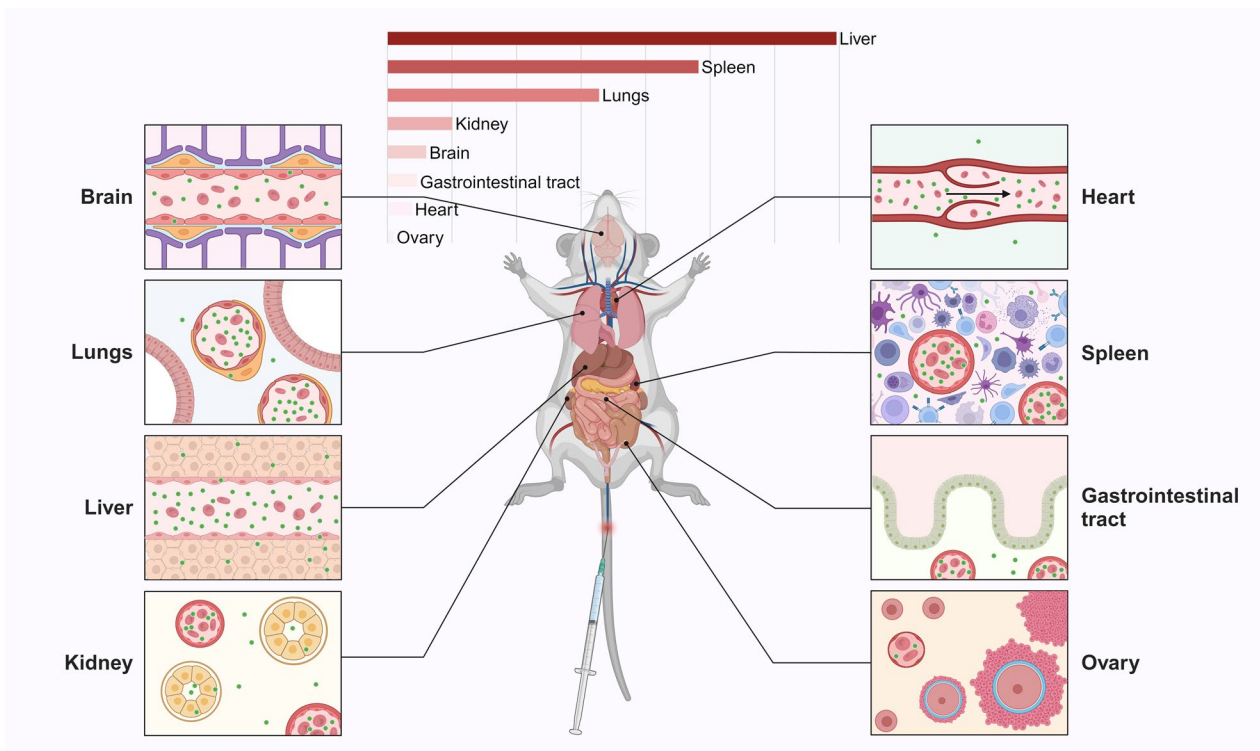 Liver
Spleen
Lungs
Kidney
Brain
Gastrointestinal tract
Heart
Ovary
Brain
Lungs
Liver
Kidney
Heart
Spleen
Gastrointestinal
tract
Ovary